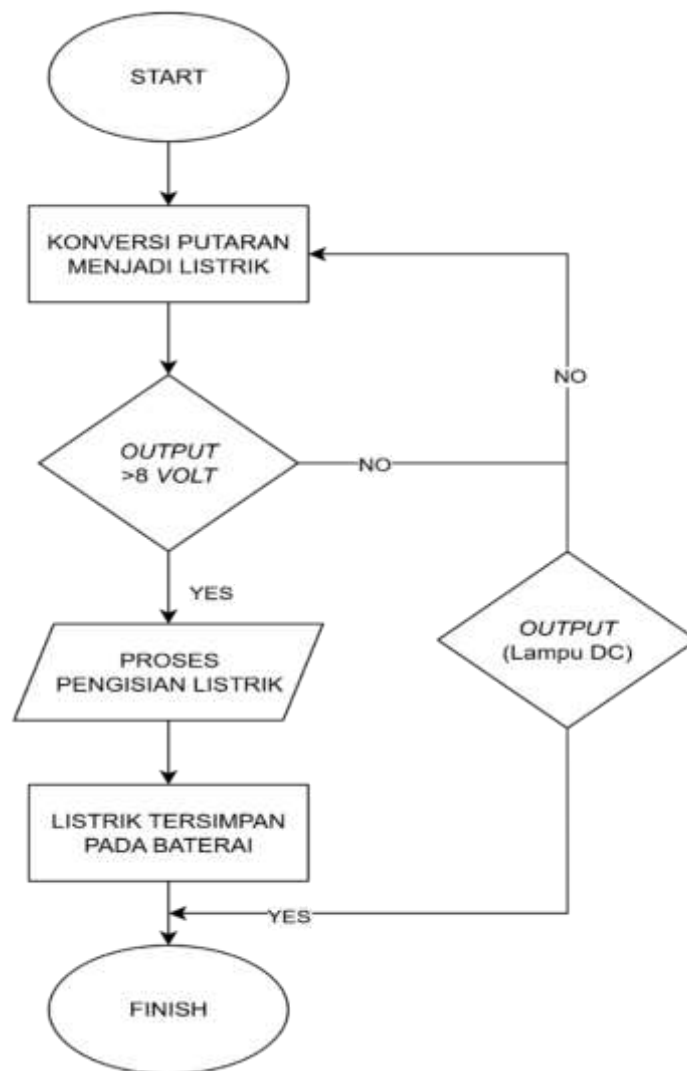 START
KONVERSI PUTARAN
MENJADI LISTRIK
NO
OUTPUT
>8 VOLT
NO
YES
OUTPUT
(Lampu DC)
PROSES
PENGISIAN LISTRIK
LISTRIK TERSIMPAN
PADA BATERAI
YES
FINISH